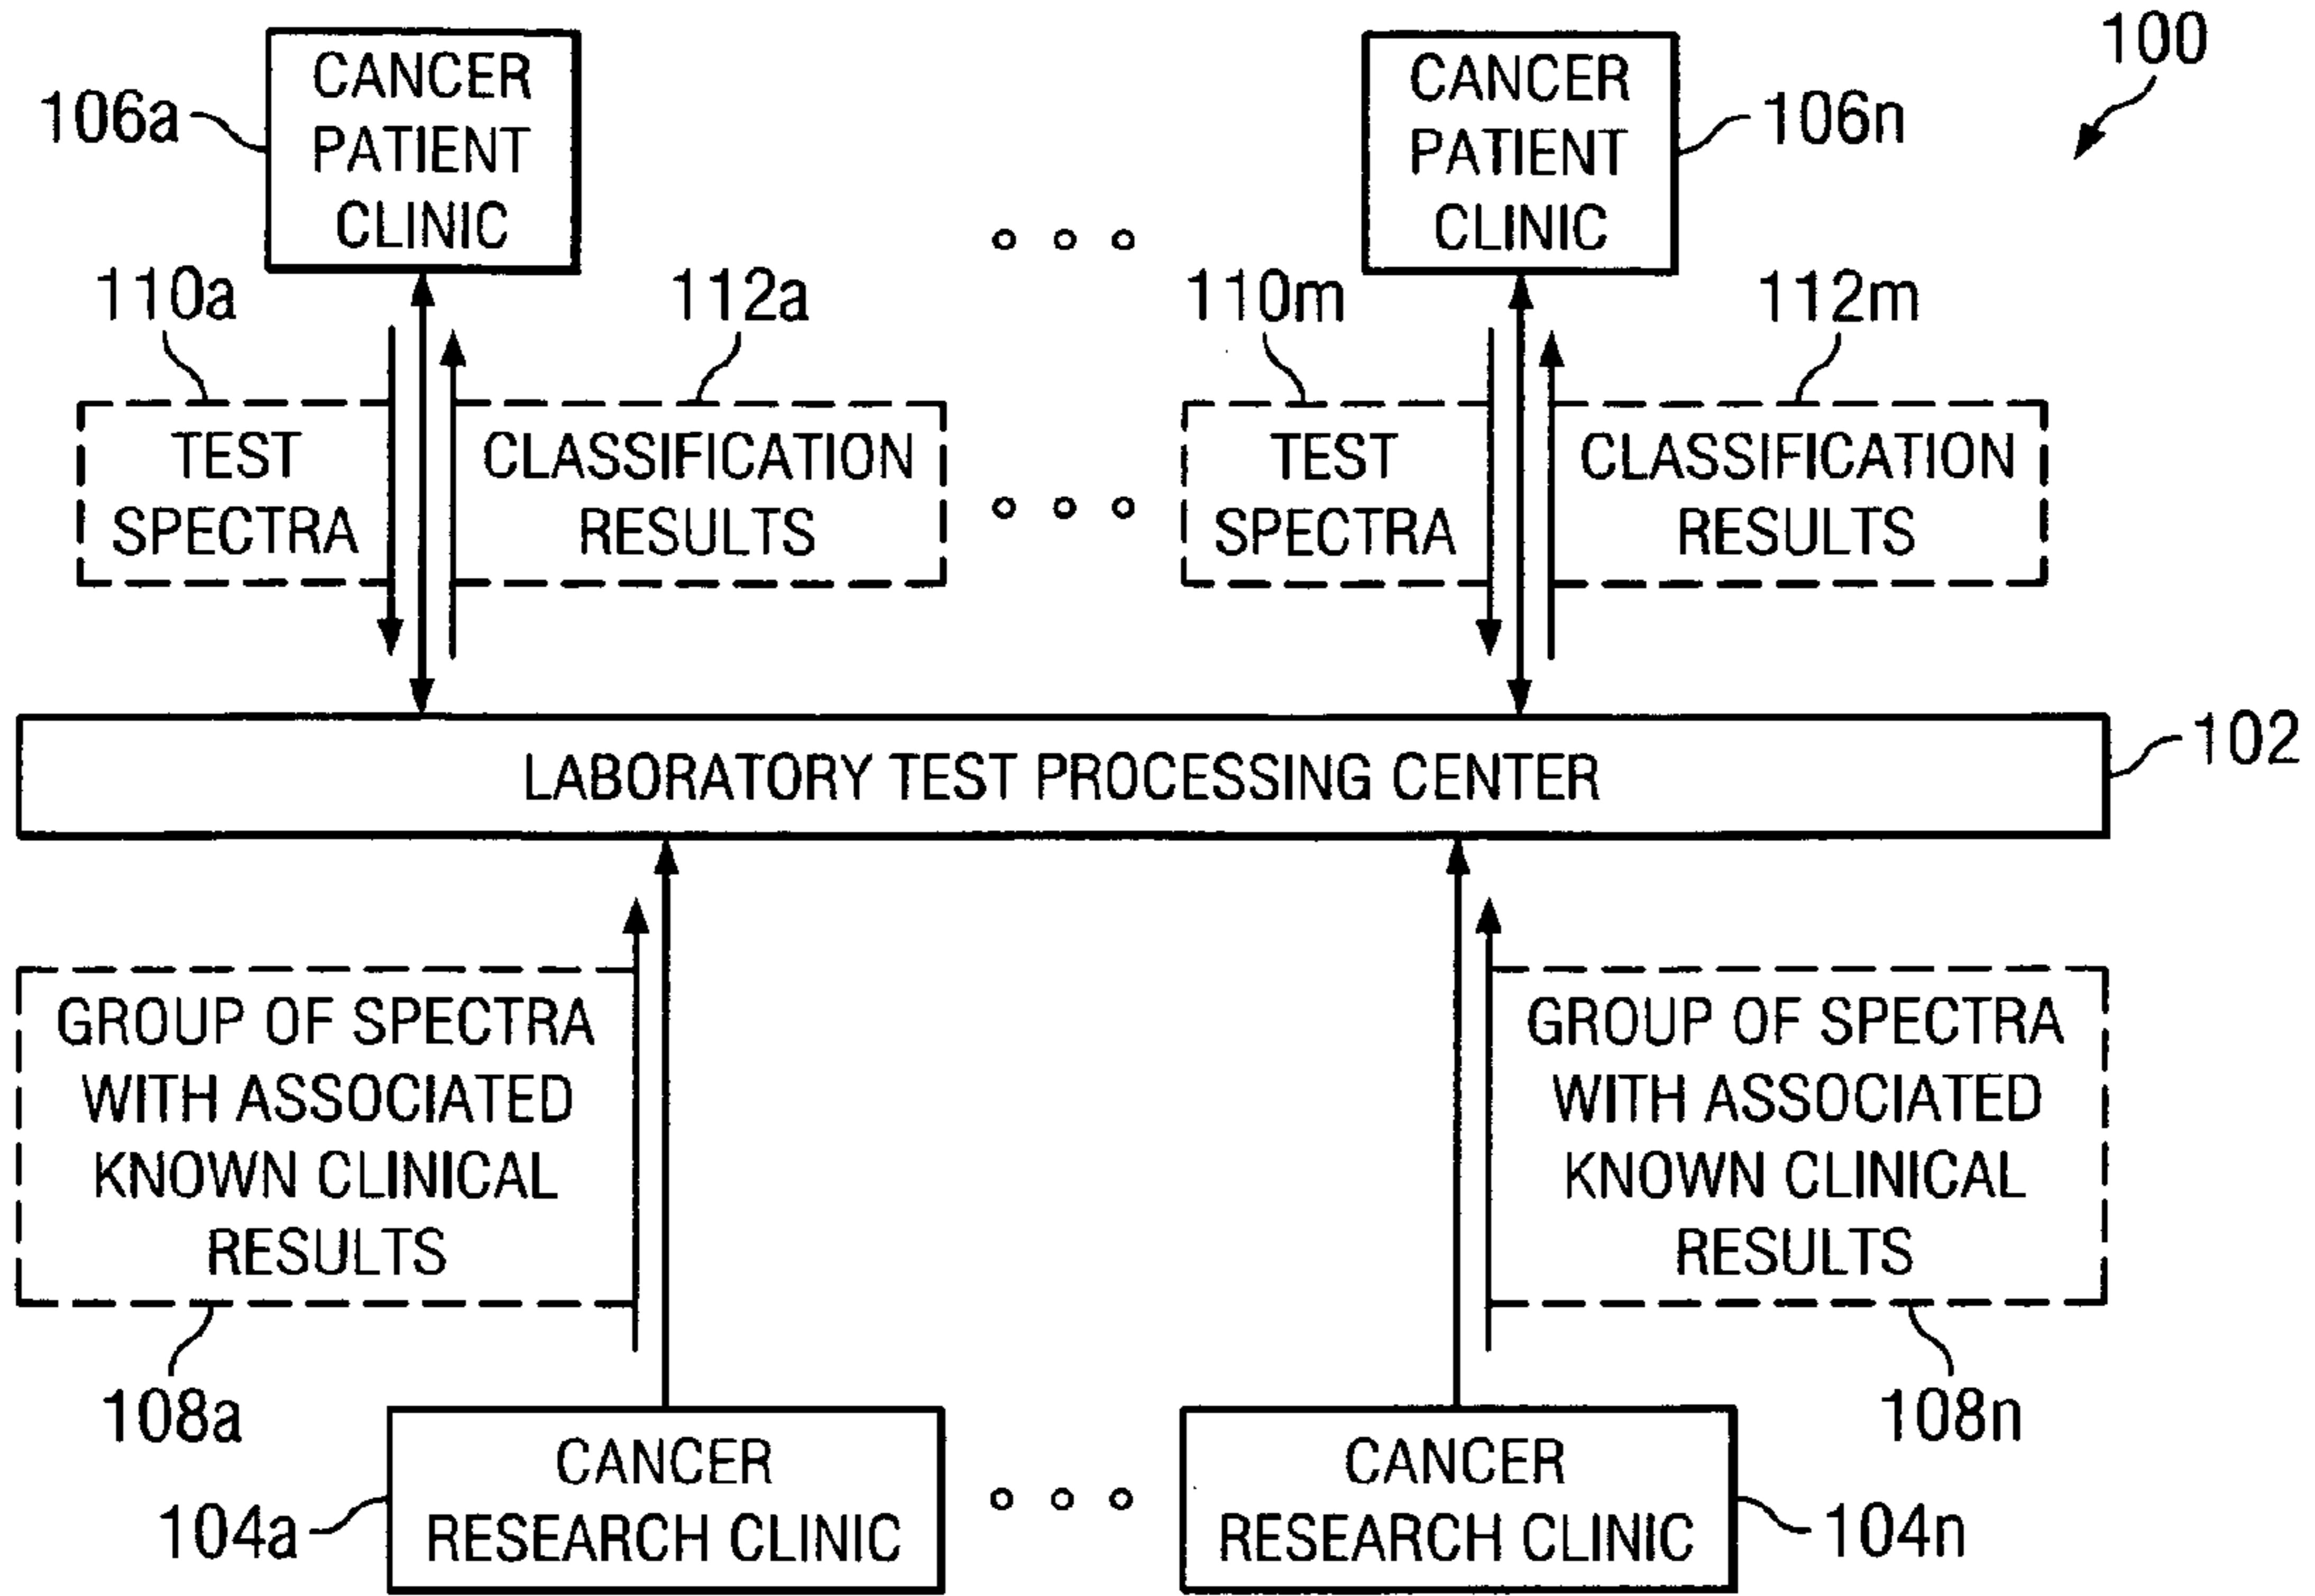 100
106a
CANCER
PATIENT
CLINIC
CANCER
PATIENT
CLINIC
106n
110a
112a
110m
112m
TEST
SPECTRA
CLASSIFICATION
RESULTS
TEST
SPECTRA
CLASSIFICATION
RESULTS
LABORATORY TEST PROCESSING CENTER
102
GROUP OF SPECTRA
WITH ASSOCIATED
KNOWN CLINICAL
RESULTS
GROUP OF SPECTRA
WITH ASSOCIATED
KNOWN CLINICAL
RESULTS
108a
108n
104a
CANCER
RESEARCH CLINIC
CANCER
RESEARCH CLINIC
104n